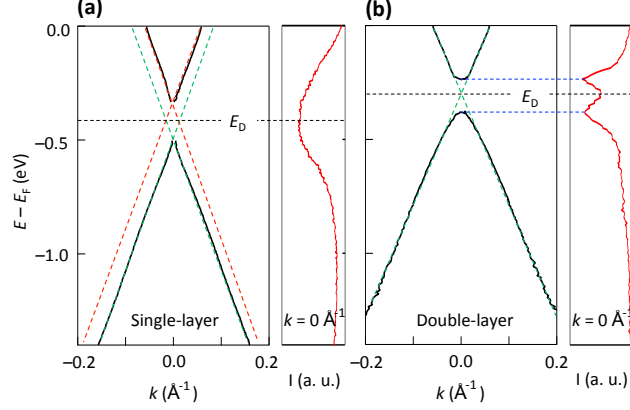 (a)
(b)
0.0
−0.5
−1.0
E − E_F (eV)
E_D
E_D
Single-layer
k = 0 Å⁻¹
Double-layer
k = 0 Å⁻¹
−0.2
0.0
0.2
−0.2
0.0
0.2
k (Å⁻¹)
I (a. u.)
k (Å⁻¹)
I (a. u.)